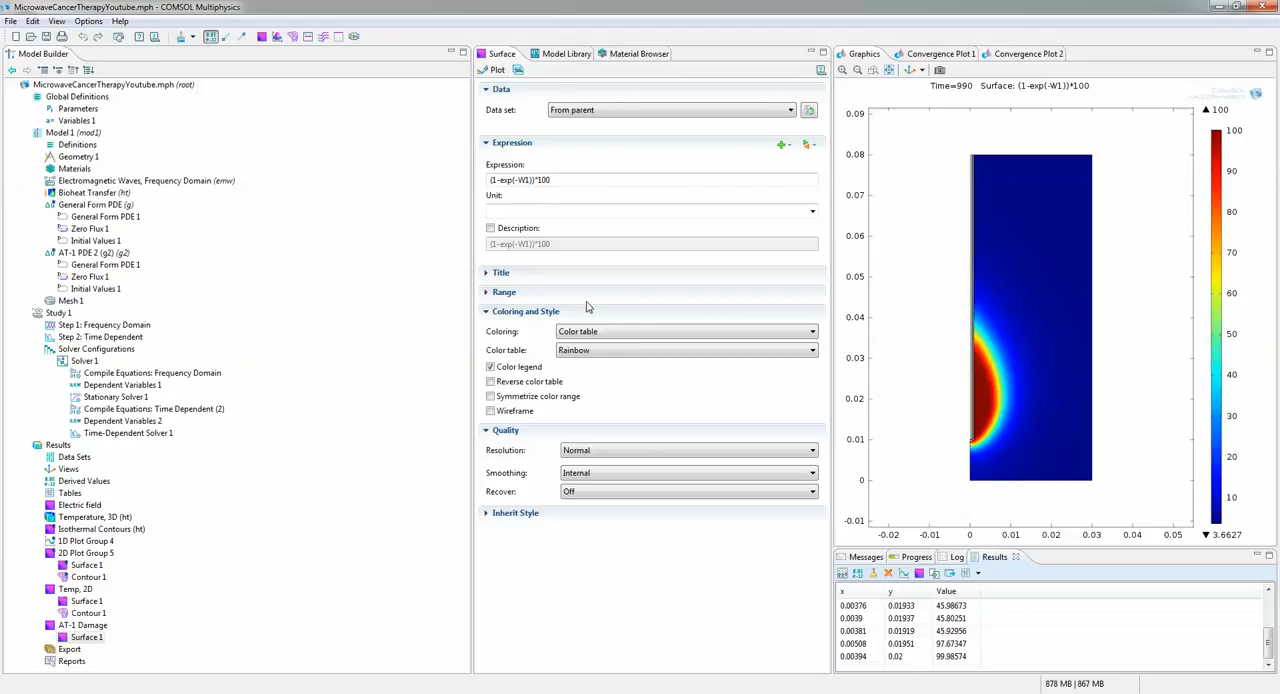 MicrowaveCancerTherapyYoutube.mph - COMSOL Multiphysics
File Edit View Options Help
Model Builder
MicrowaveCancerTherapyYoutube.mph (root)
Global Definitions
Parameters
Variables 1
Model 1 (mod1)
Definitions
Geometry 1
Materials
Electromagnetic Waves, Frequency Domain (emw)
Bioheat Transfer (ht)
General Form PDE (g)
General Form PDE 1
Zero Flux 1
Initial Values 1
AT-1 PDE 2 (g2) (g2)
General Form PDE 1
Zero Flux 1
Initial Values 1
Mesh 1
Study 1
Step 1: Frequency Domain
Step 2: Time Dependent
Solver Configurations
Solver 1
Compile Equations: Frequency Domain
Dependent Variables 1
Stationary Solver 1
Compile Equations: Time Dependent (2)
Dependent Variables 2
Time-Dependent Solver 1
Results
Data Sets
Views
Derived Values
Tables
Electric field
Temperature, 3D (ht)
Isothermal Contours (ht)
1D Plot Group 4
2D Plot Group 5
Surface 1
Contour 1
Temp, 2D
Surface 1
Contour 1
AT-1 Damage
Surface 1
Export
Reports
Surface Model Library Material Browser
Plot
Data
Data set: From parent
Expression
Expression:
(1-exp(-W1))*100
Unit:
Description:
(1-exp(-W1))*100
Title
Range
Coloring and Style
Coloring: Color table
Color table: Rainbow
Color legend
Reverse color table
Symmetrize color range
Wireframe
Quality
Resolution: Normal
Smoothing: Internal
Recover: Off
Inherit Style
Graphics Convergence Plot 1 Convergence Plot 2
Time=990 Surface: (1-exp(-W1))*100
COMSOL
MULTIPHYSICS
▲ 100
0.09
0.08
0.07
0.06
0.05
0.04
0.03
0.02
0.01
0
-0.01
-0.02 -0.01 0 0.01 0.02 0.03 0.04 0.05
100
90
80
70
60
50
40
30
20
10
▼ 3.6627
Messages Progress Log Results
x y Value
0.00376 0.01933 45.98673
0.0039 0.01937 45.80251
0.00381 0.01919 45.92956
0.00508 0.01951 97.67347
0.00394 0.02 99.98574
878 MB | 867 MB